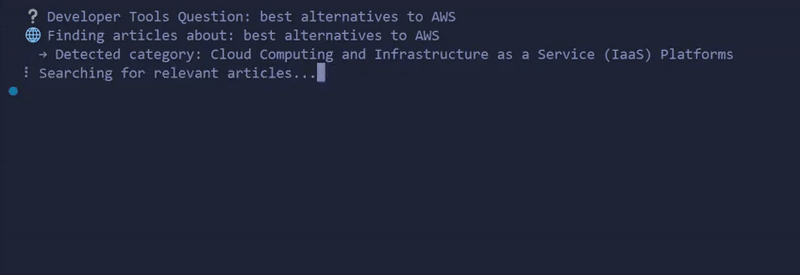 ❓ Developer Tools Question: best alternatives to AWS
🌐 Finding articles about: best alternatives to AWS
→ Detected category: Cloud Computing and Infrastructure as a Service (IaaS) Platforms
⠸ Searching for relevant articles...